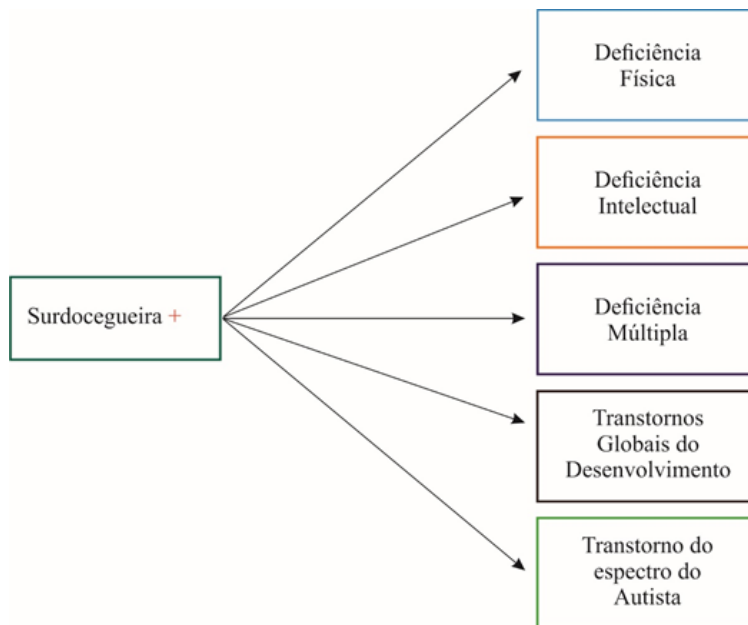 Surdocegueira +
Deficiência
Física
Deficiência
Intelectual
Deficiência
Múltipla
Transtornos
Globais do
Desenvolvimento
Transtorno do
espectro do
Autista